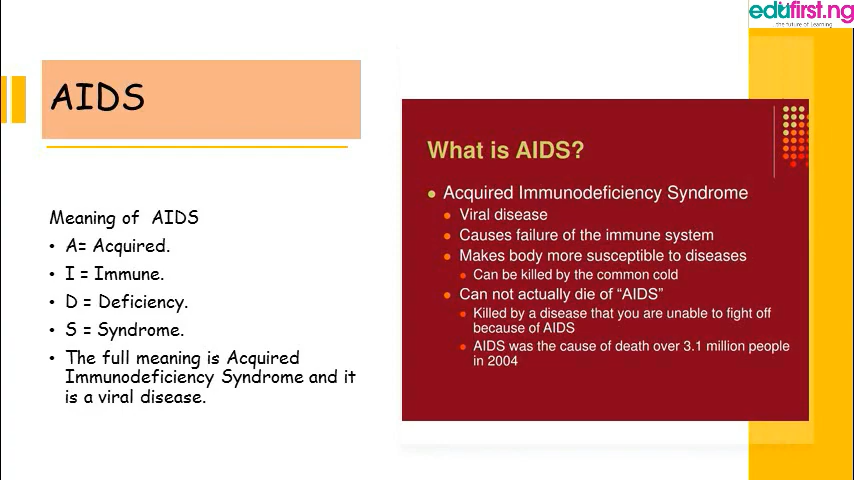 edufirst.ng
the future of Learning
AIDS
Meaning of AIDS
• A= Acquired.
• I = Immune.
• D = Deficiency.
• S = Syndrome.
• The full meaning is Acquired
Immunodeficiency Syndrome and it
is a viral disease.
What is AIDS?
• Acquired Immunodeficiency Syndrome
• Viral disease
• Causes failure of the immune system
• Makes body more susceptible to diseases
• Can be killed by the common cold
• Can not actually die of “AIDS”
• Killed by a disease that you are unable to fight off
because of AIDS
• AIDS was the cause of death over 3.1 million people
in 2004